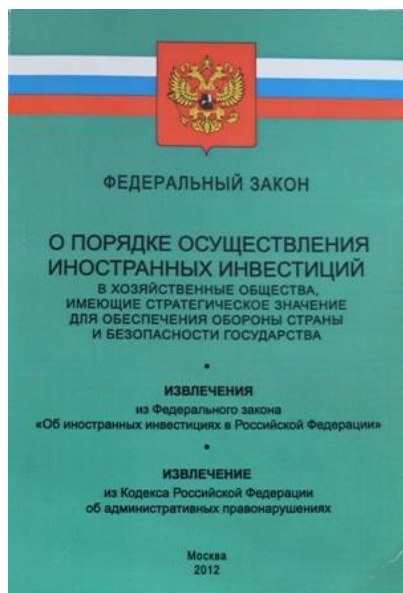 ФЕДЕРАЛЬНЫЙ ЗАКОН
О ПОРЯДКЕ ОСУЩЕСТВЛЕНИЯ
ИНОСТРАННЫХ ИНВЕСТИЦИЙ
В ХОЗЯЙСТВЕННЫЕ ОБЩЕСТВА,
ИМЕЮЩИЕ СТРАТЕГИЧЕСКОЕ ЗНАЧЕНИЕ
ДЛЯ ОБЕСПЕЧЕНИЯ ОБОРОНЫ СТРАНЫ
И БЕЗОПАСНОСТИ ГОСУДАРСТВА
•
ИЗВЛЕЧЕНИЯ
из Федерального закона
«Об иностранных инвестициях в Российской Федерации»
•
ИЗВЛЕЧЕНИЕ
из Кодекса Российской Федерации
об административных правонарушениях
Москва
2012